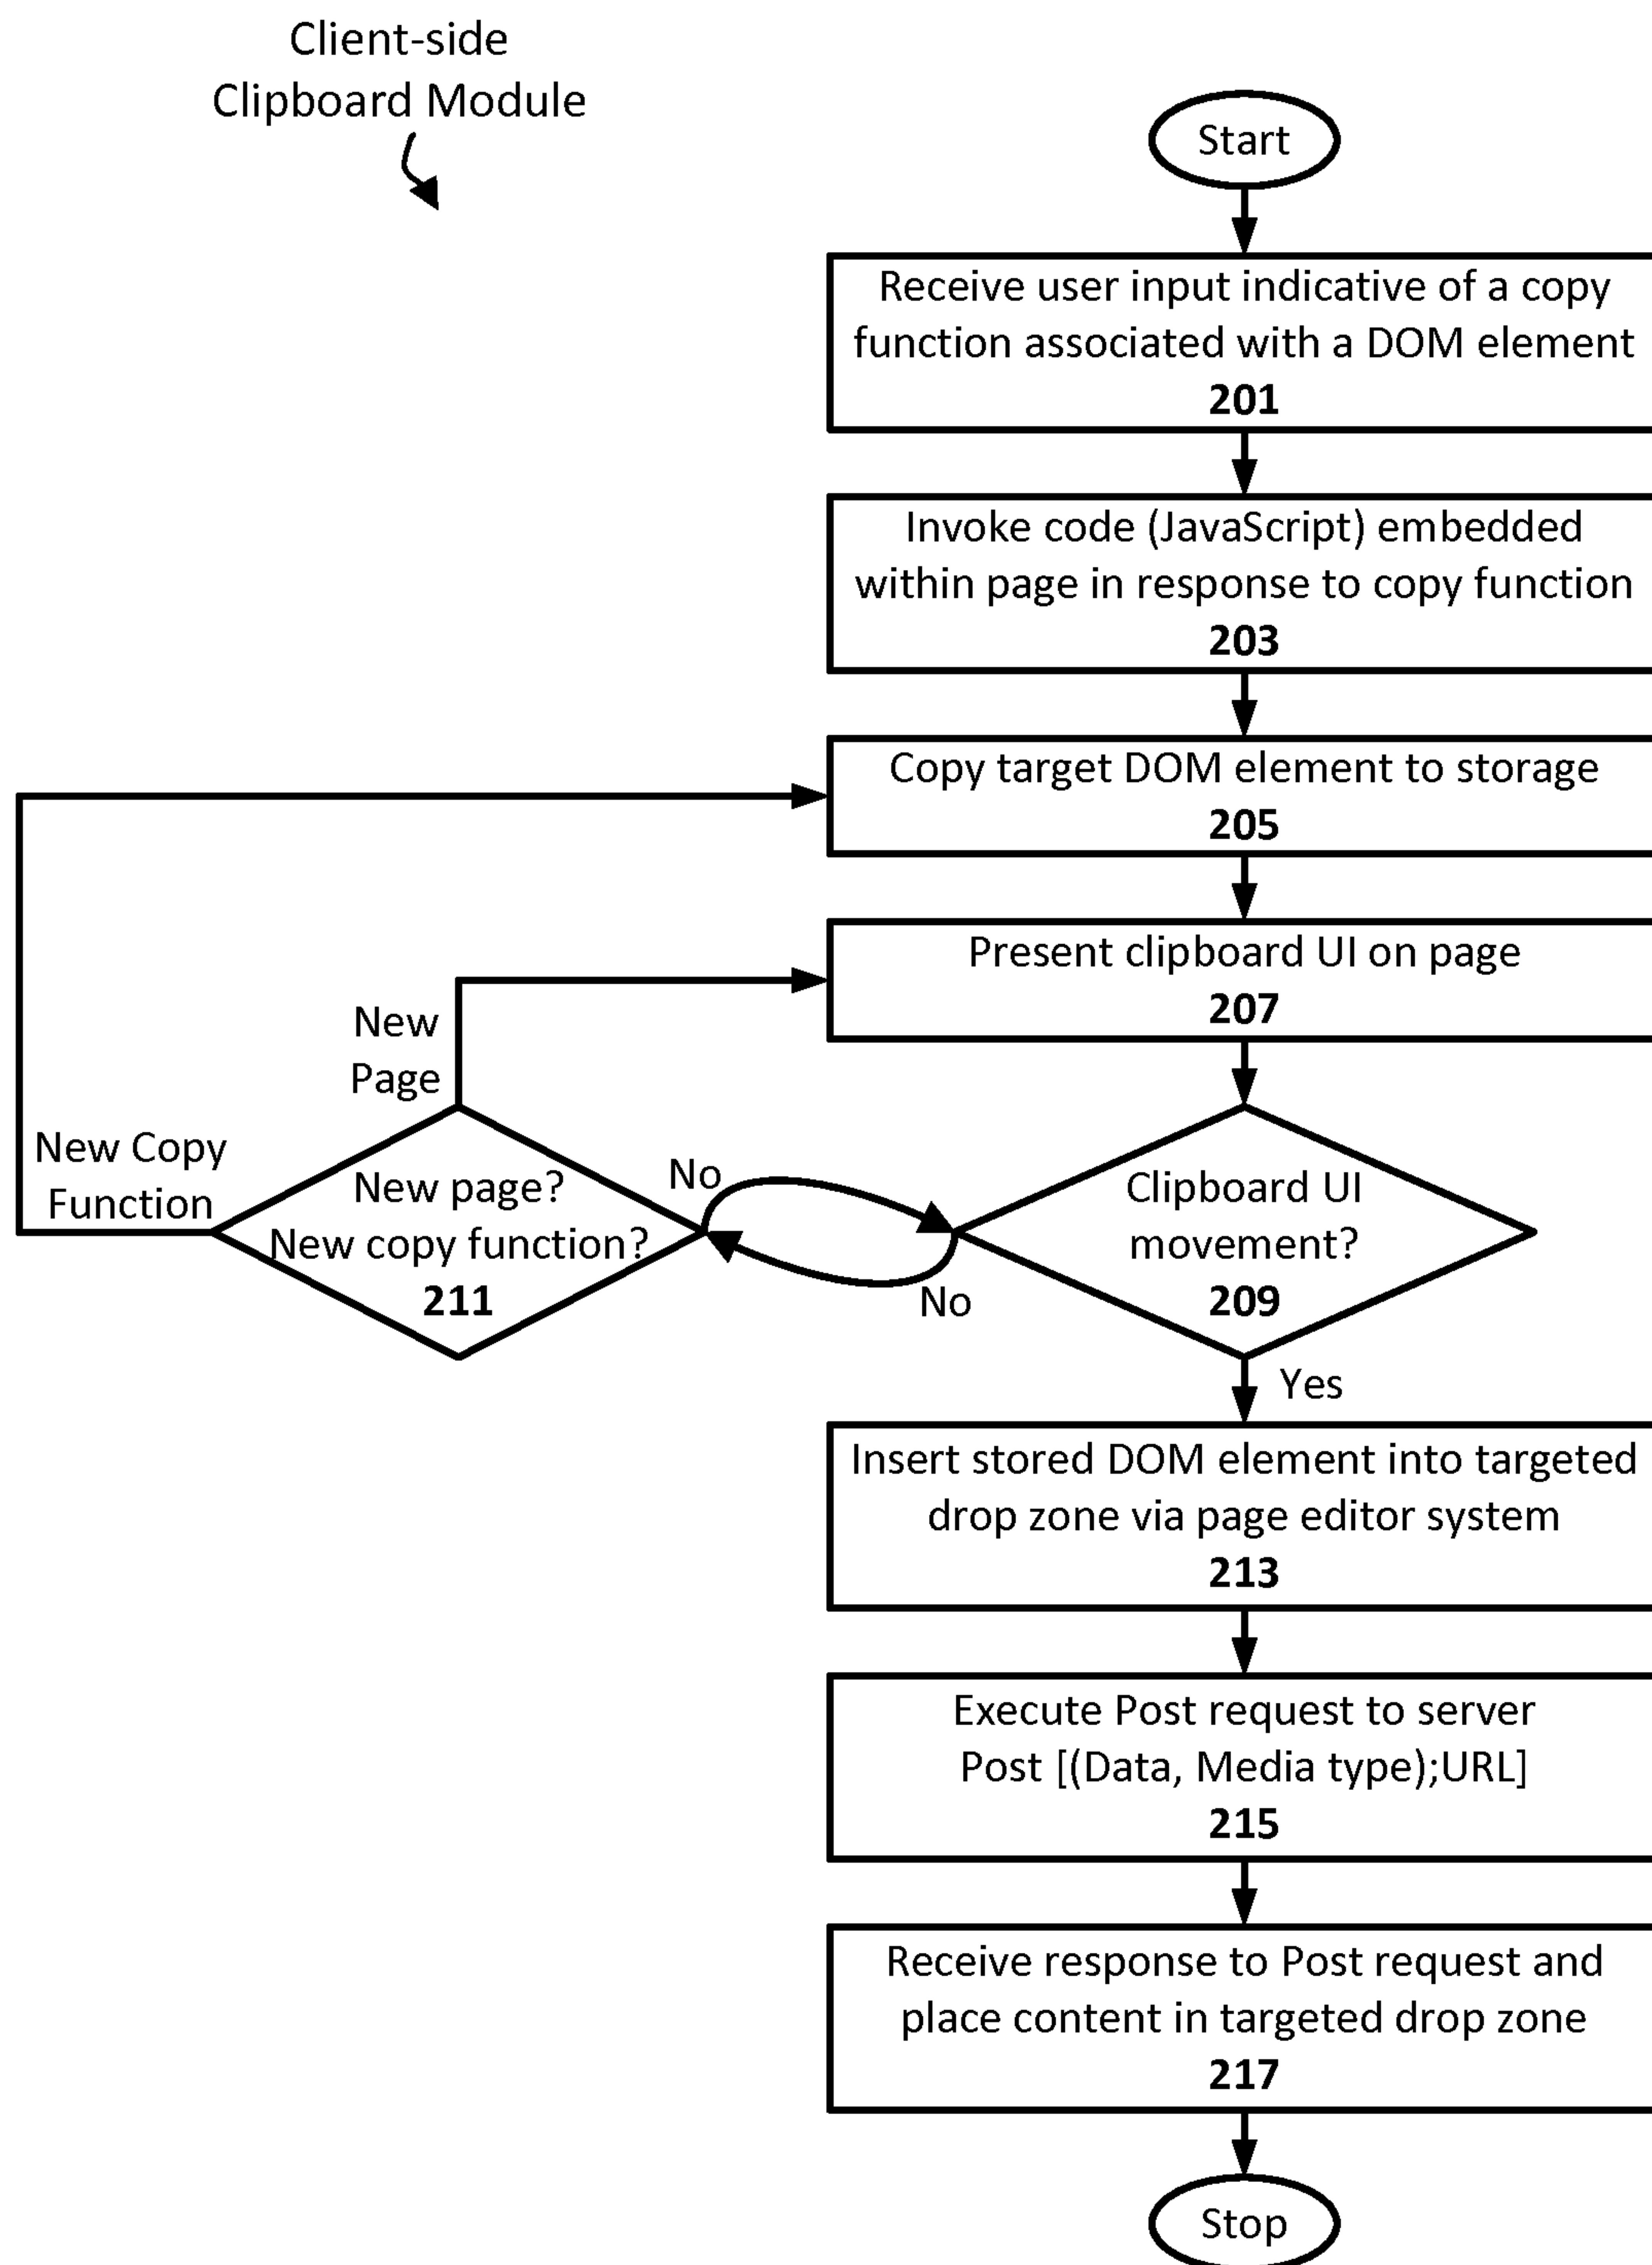 Client-side
Clipboard Module
Start
Receive user input indicative of a copy
function associated with a DOM element
201
Invoke code (JavaScript) embedded
within page in response to copy function
203
Copy target DOM element to storage
205
Present clipboard UI on page
207
New
Page
New Copy
Function
New page?
New copy function?
211
No
No
Clipboard UI
movement?
209
Yes
Insert stored DOM element into targeted
drop zone via page editor system
213
Execute Post request to server
Post [(Data, Media type);URL]
215
Receive response to Post request and
place content in targeted drop zone
217
Stop